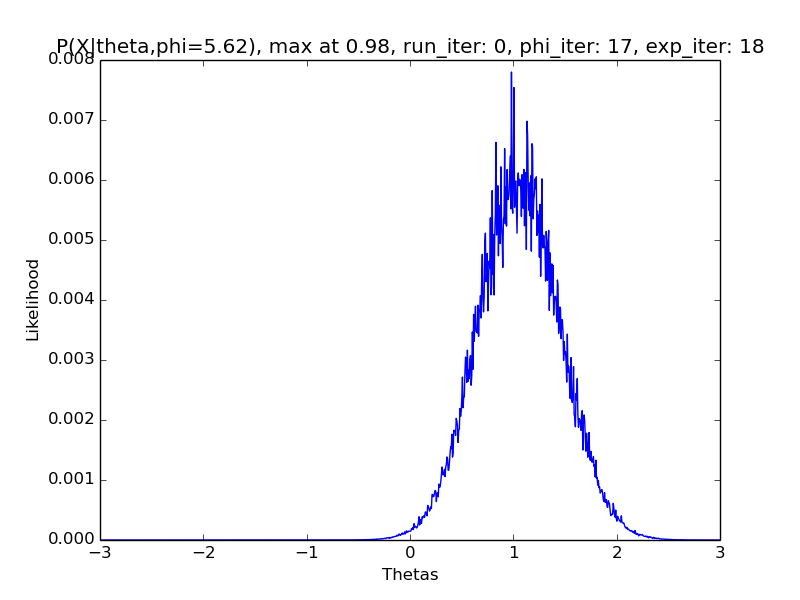 P(X|theta,phi=5.62), max at 0.98, run_iter: 0, phi_iter: 17, exp_iter: 18
0.008
0.007
0.006
0.005
0.004
0.003
0.002
0.001
0.000
Likelihood
−3 −2 −1 0 1 2 3
Thetas